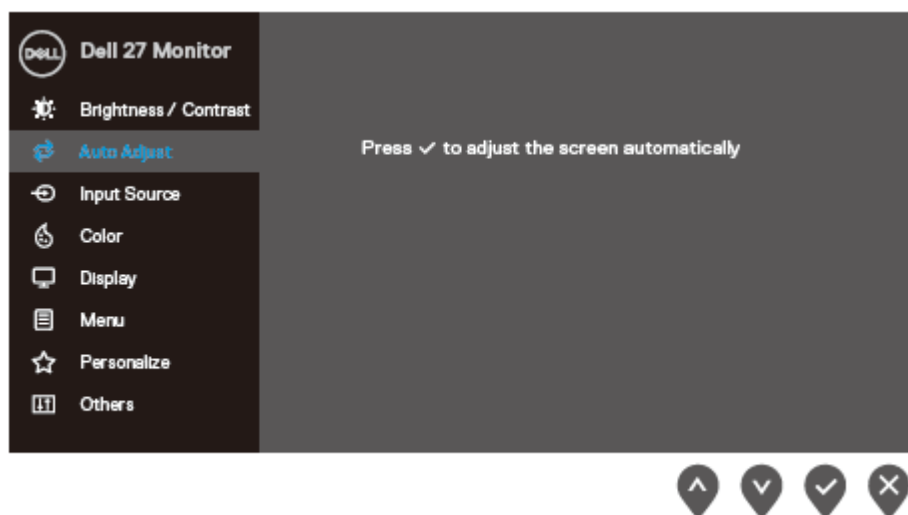 DELL
Dell 27 Monitor
Brightness / Contrast
Auto Adjust
Press ✓ to adjust the screen automatically
Input Source
Color
Display
Menu
Personalize
Others